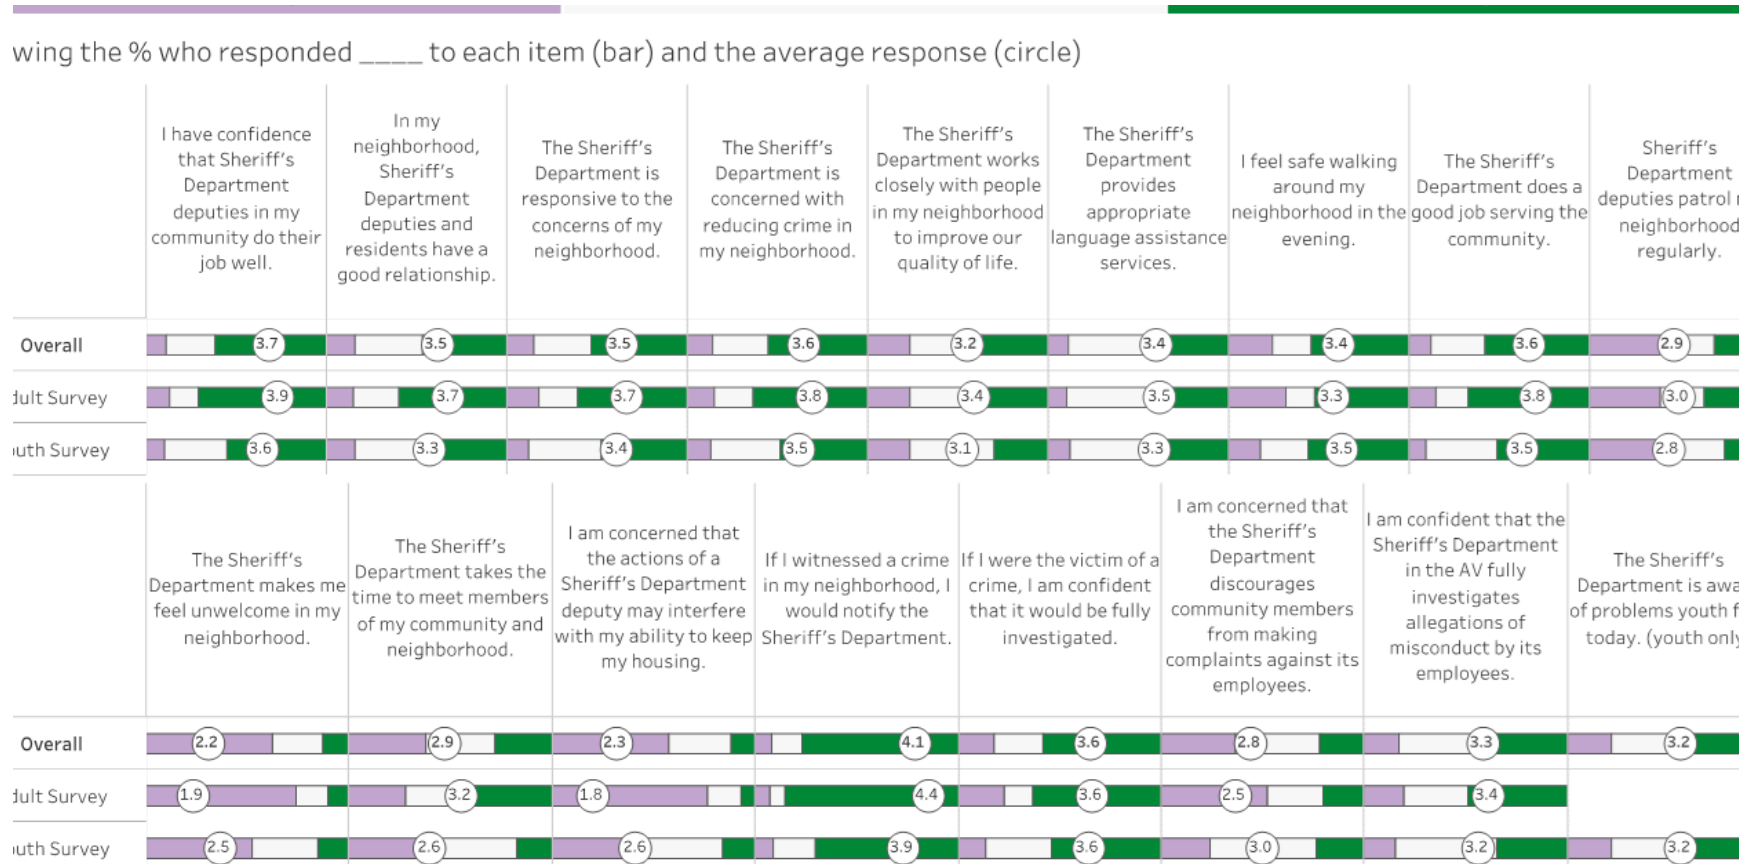 wing the % who responded ____ to each item (bar) and the average response (circle)
I have confidence
that Sheriff's
Department
deputies in my
community do their
job well.
In my
neighborhood,
Sheriff's
Department
deputies and
residents have a
good relationship.
The Sheriff's
Department is
responsive to the
concerns of my
neighborhood.
The Sheriff's
Department is
concerned with
reducing crime in
my neighborhood.
The Sheriff's
Department works
closely with people
in my neighborhood
to improve our
quality of life.
The Sheriff's
Department
provides
appropriate
language assistance
services.
I feel safe walking
around my
neighborhood in the
evening.
The Sheriff's
Department does a
good job serving the
community.
Sheriff's
Department
deputies patrol
neighborhood
regularly.
Overall 3.7 3.5 3.5 3.6 3.2 3.4 3.4 3.6 2.9
dult Survey 3.9 3.7 3.7 3.8 3.4 3.5 3.3 3.8 3.0
outh Survey 3.6 3.3 3.4 3.5 3.1 3.3 3.5 3.5 2.8
The Sheriff's
Department makes me
feel unwelcome in my
neighborhood.
The Sheriff's
Department takes the
time to meet members
of my community and
neighborhood.
I am concerned that
the actions of a
Sheriff's Department
deputy may interfere
with my ability to keep
my housing.
If I witnessed a crime
in my neighborhood, I
would notify the
Sheriff's Department.
If I were the victim of a
crime, I am confident
that it would be fully
investigated.
I am concerned that
the Sheriff's
Department
discourages
community members
from making
complaints against its
employees.
I am confident that the
Sheriff's Department
in the AV fully
investigates
allegations of
misconduct by its
employees.
The Sheriff's
Department is awa
of problems youth f
today. (youth only
Overall 2.2 2.9 2.3 4.1 3.6 2.8 3.3 3.2
dult Survey 1.9 3.2 1.8 4.4 3.6 2.5 3.4
outh Survey 2.5 2.6 2.6 3.9 3.6 3.0 3.2 3.2